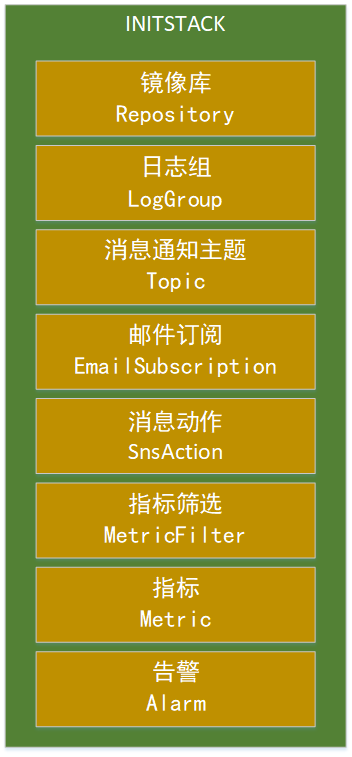 INITSTACK
镜像库
Repository
日志组
LogGroup
消息通知主题
Topic
邮件订阅
EmailSubscription
消息动作
SnsAction
指标筛选
MetricFilter
指标
Metric
告警
Alarm